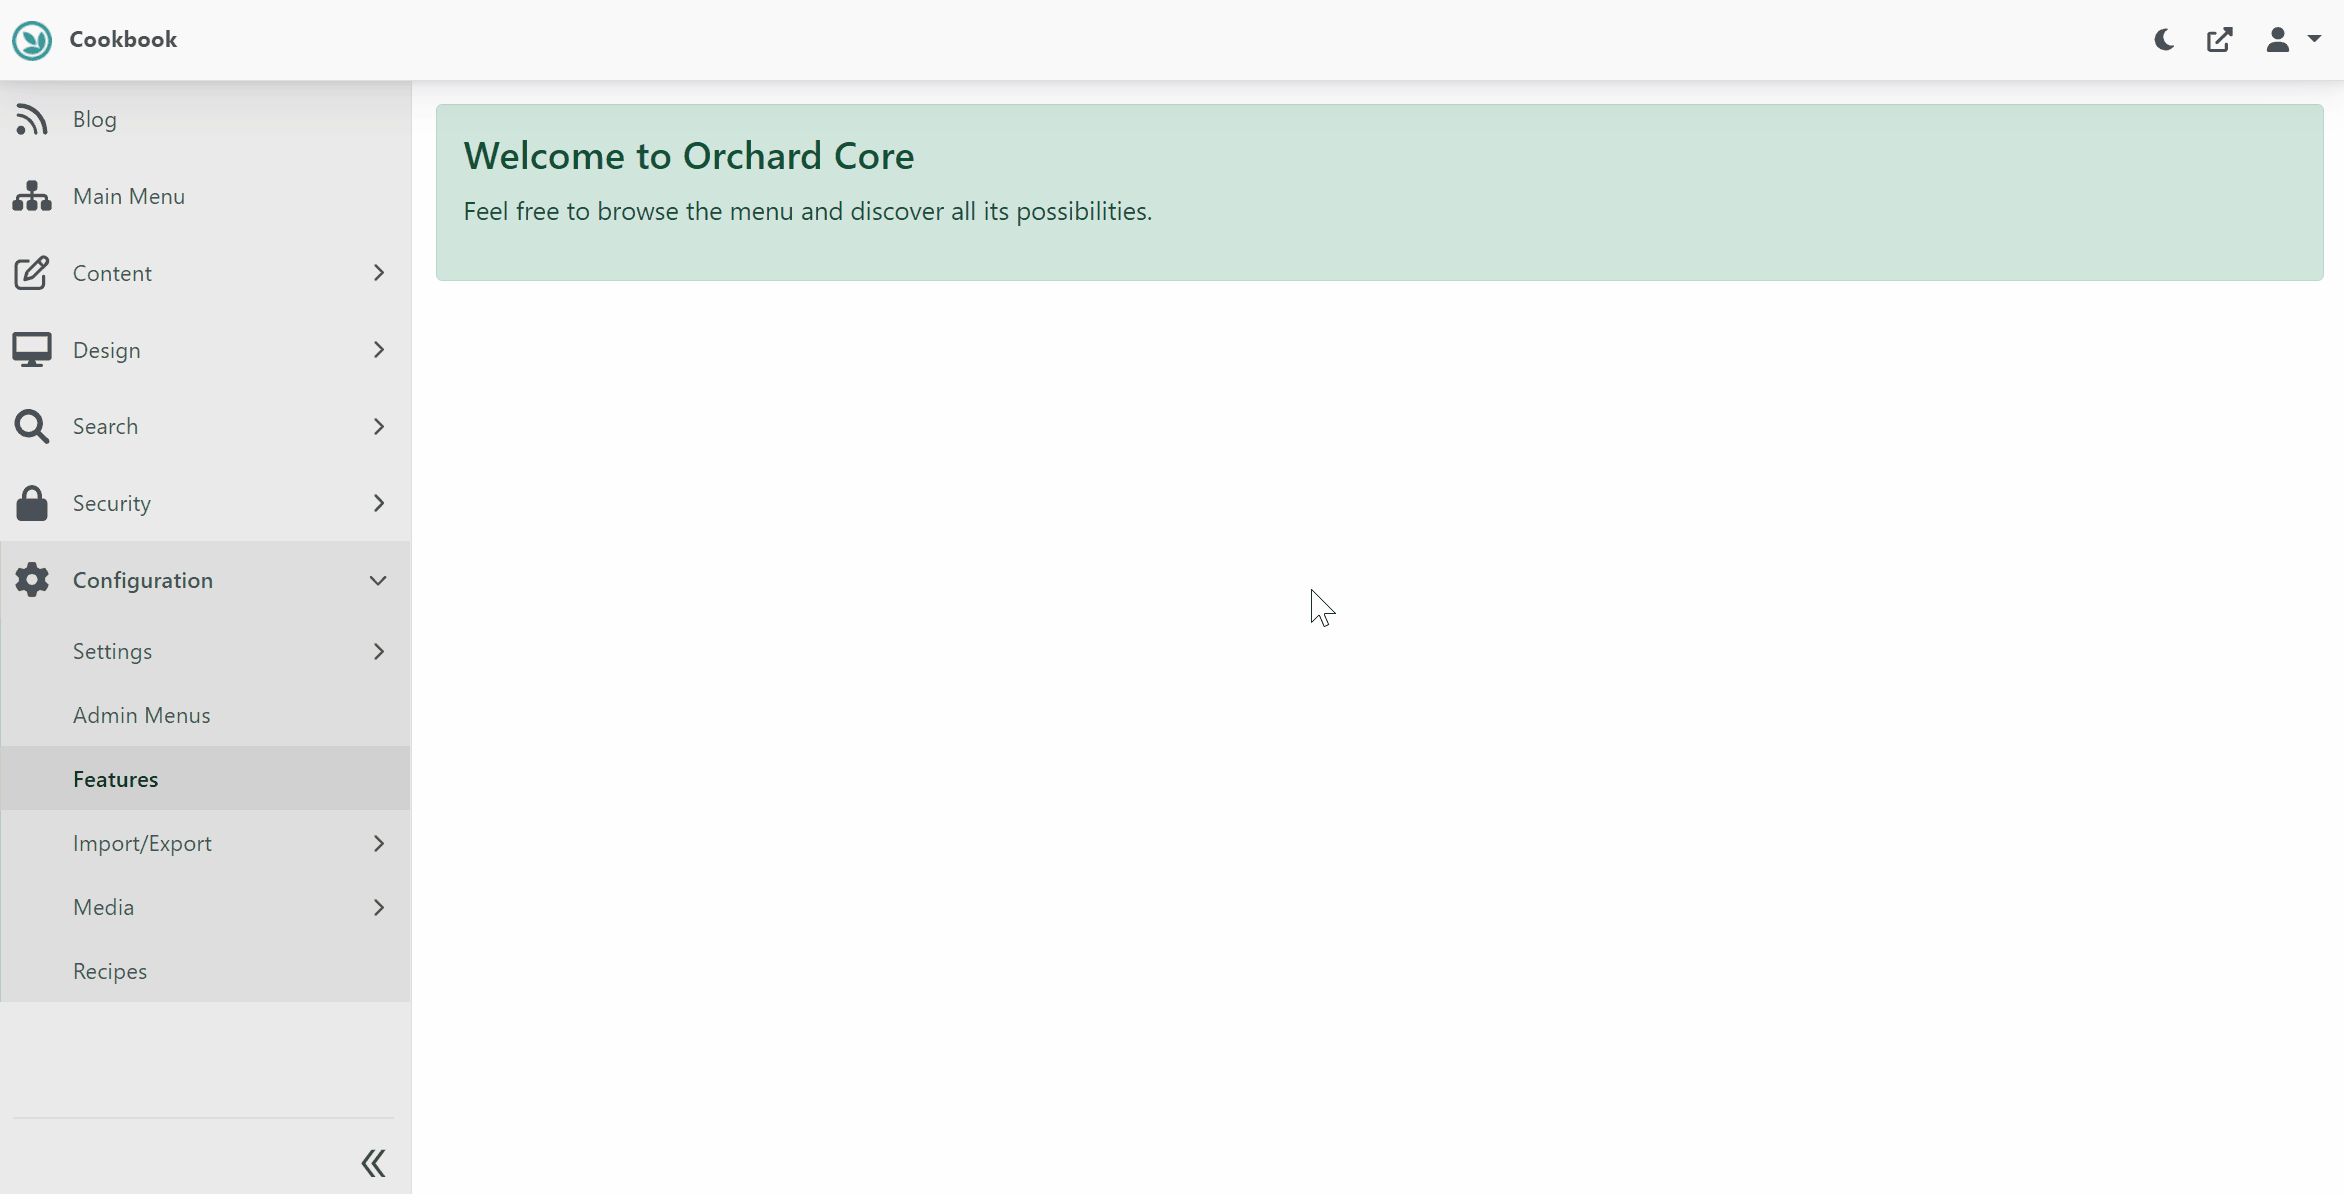 Cookbook
Blog
Main Menu
Content
Design
Search
Security
Configuration
Settings
Admin Menus
Features
Import/Export
Media
Recipes
Welcome to Orchard Core
Feel free to browse the menu and discover all its possibilities.